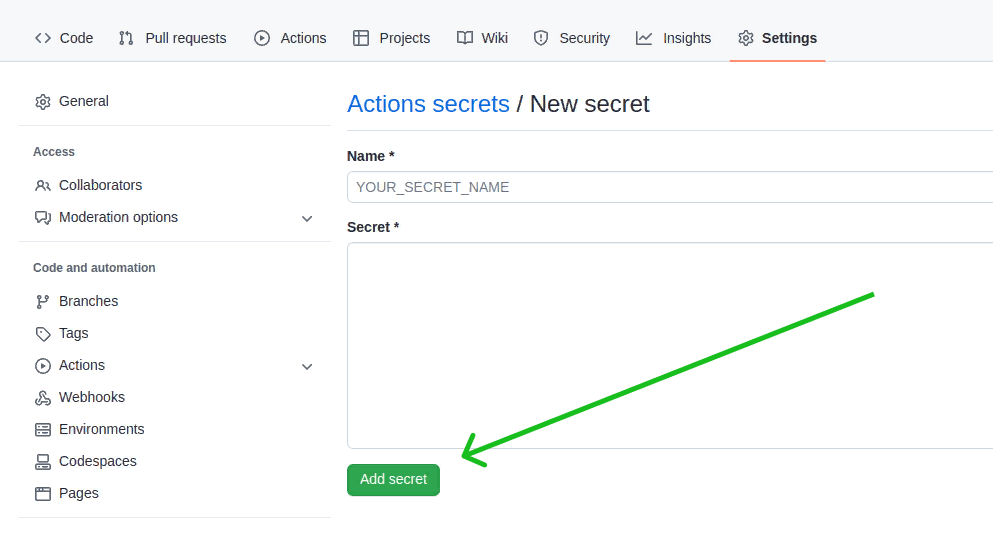 Code Pull requests Actions Projects Wiki Security Insights Settings
General
Access
Collaborators
Moderation options
Code and automation
Branches
Tags
Actions
Webhooks
Environments
Codespaces
Pages
Actions secrets / New secret
Name *
YOUR_SECRET_NAME
Secret *
Add secret